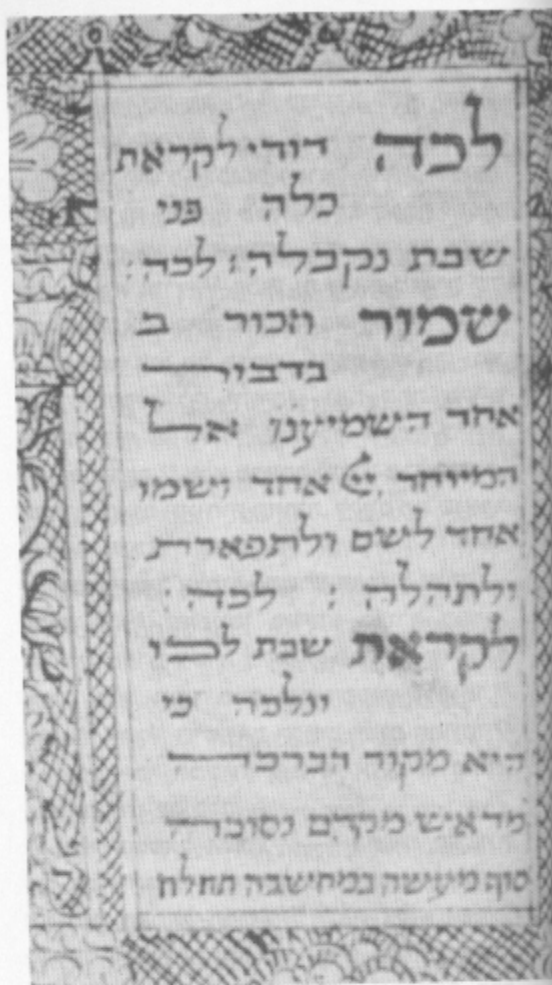 לכה דודי לקראת
כלה פני
שבת נקבלה: לכה:
שמור וזכור ב
בדבור
אחד השמיענו אל
המיוחד יי אחד ושמו
אחד לשם ולתפארת
ולתהלה : לכה:
לקראת שבת לכו
ונלכה כי
היא מקור הברכה
מראש מקדם נסוכה
סוף מעשה במחשבה תחלה